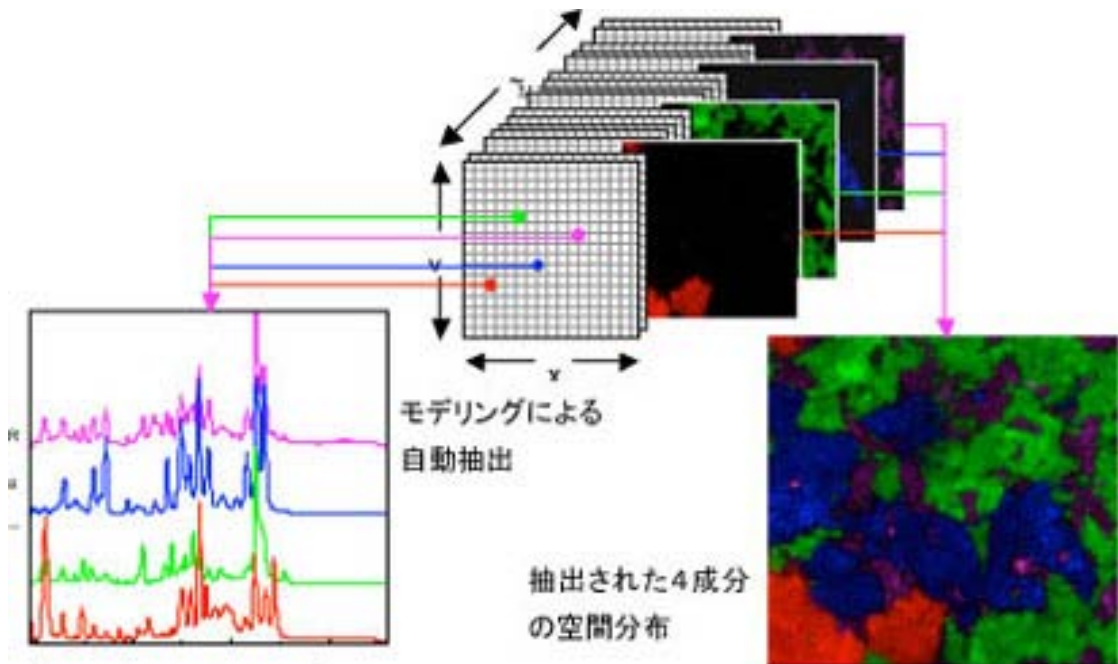 モデリングによる
自動抽出
抽出された4成分
の空間分布